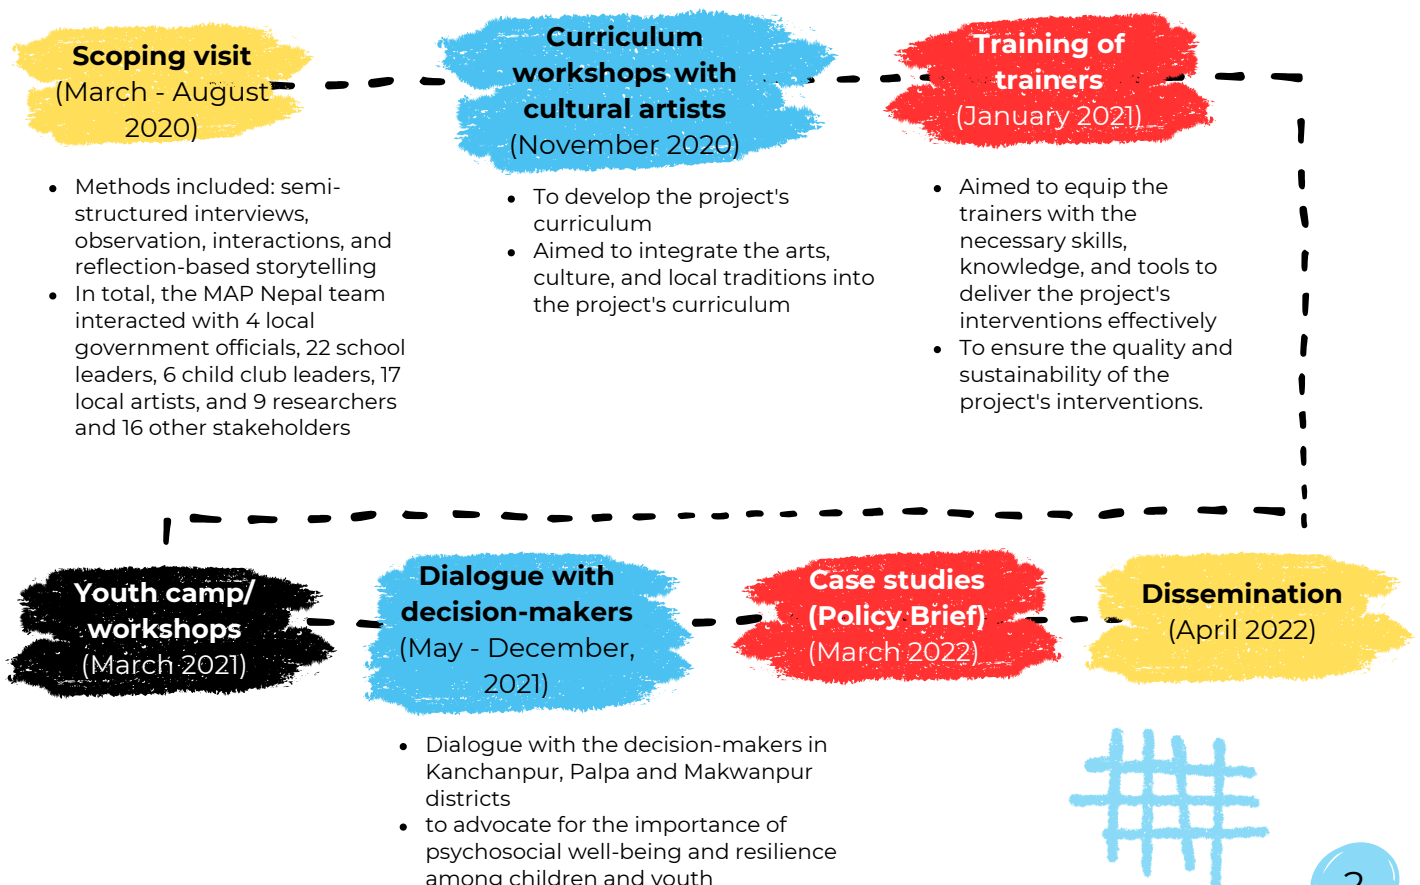 Scoping visit
(March - August
2020)
• Methods included: semi-
structured interviews,
observation, interactions, and
reflection-based storytelling
• In total, the MAP Nepal team
interacted with 4 local
government officials, 22 school
leaders, 6 child club leaders, 17
local artists, and 9 researchers
and 16 other stakeholders
Curriculum
workshops with
cultural artists
(November 2020)
• To develop the project's
curriculum
• Aimed to integrate the arts,
culture, and local traditions into
the project's curriculum
Training of
trainers
(January 2021)
• Aimed to equip the
trainers with the
necessary skills,
knowledge, and tools to
deliver the project's
interventions effectively
• To ensure the quality and
sustainability of the
project's interventions.
Youth camp/
workshops
(March 2021)
Dialogue with
decision-makers
(May - December,
2021)
• Dialogue with the decision-makers in
Kanchanpur, Palpa and Makwanpur
districts
• to advocate for the importance of
psychosocial well-being and resilience
among children and youth
Case studies
(Policy Brief)
(March 2022)
Dissemination
(April 2022)